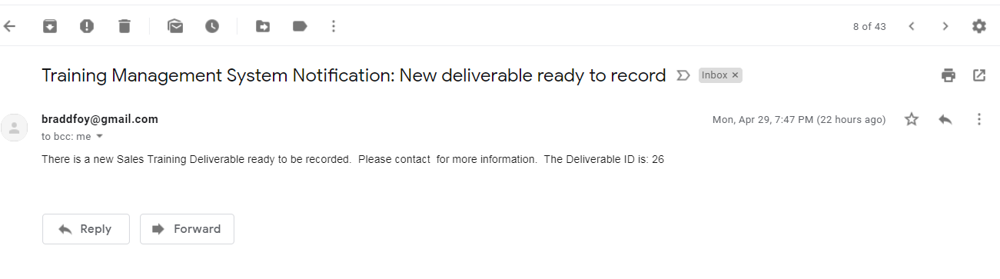 8 of 43
Training Management System Notification: New deliverable ready to record Inbox ×
braddfoy@gmail.com Mon, Apr 29, 7:47 PM (22 hours ago)
to bcc: me
There is a new Sales Training Deliverable ready to be recorded.  Please contact  for more information.  The Deliverable ID is: 26
Reply Forward